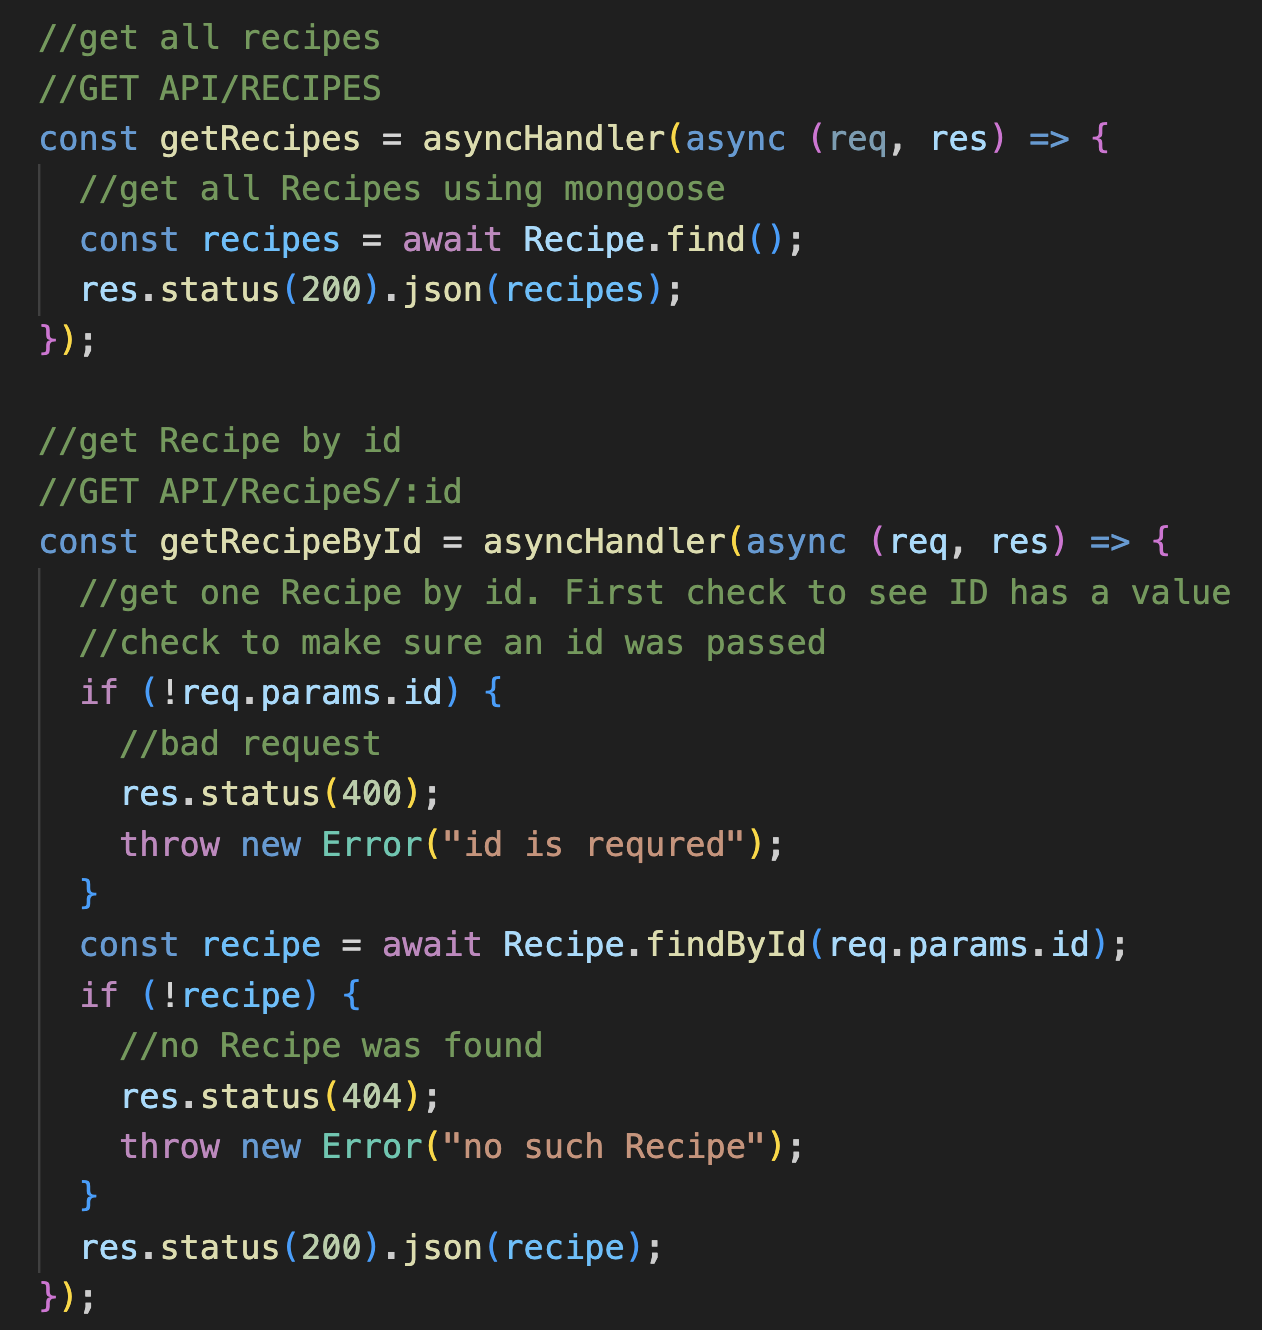 //get all recipes
//GET API/RECIPES
const getRecipes = asyncHandler(async (req, res) => {
  //get all Recipes using mongoose
  const recipes = await Recipe.find();
  res.status(200).json(recipes);
});

//get Recipe by id
//GET API/RecipeS/:id
const getRecipeById = asyncHandler(async (req, res) => {
  //get one Recipe by id. First check to see ID has a value
  //check to make sure an id was passed
  if (!req.params.id) {
    //bad request
    res.status(400);
    throw new Error("id is requred");
  }
  const recipe = await Recipe.findById(req.params.id);
  if (!recipe) {
    //no Recipe was found
    res.status(404);
    throw new Error("no such Recipe");
  }
  res.status(200).json(recipe);
});